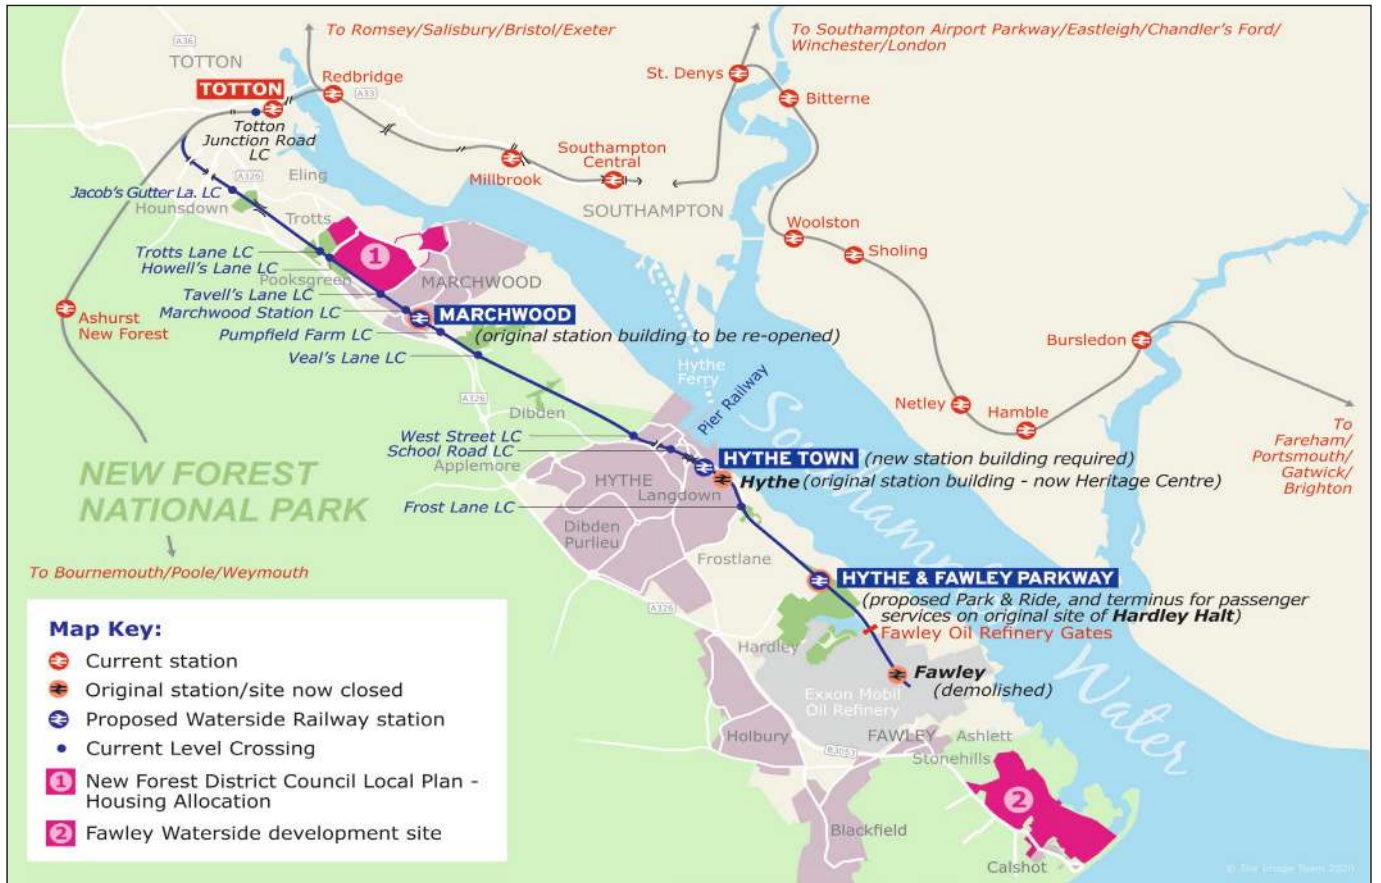 To Romsey/Salisbury/Bristol/Exeter
To Southampton Airport Parkway/Eastleigh/Chandler's Ford/
Winchester/London
A36
TOTTON
TOTTON
Redbridge
A33
St. Denys
Bitterne
Totton
Junction Road
LC
Southampton
Central
Millbrook
A326
Eling
SOUTHAMPTON
Jacob's Gutter La. LC
Hounsdown
Trotts
Woolston
Sholing
Trotts Lane LC
Howell's Lane LC
1
Pooksgreen
MARCHWOOD
Tavell's Lane LC
Marchwood Station LC
MARCHWOOD
(original station building to be re-opened)
Pumpfield Farm LC
Veal's Lane LC
Ashurst
New Forest
Bursledon
Hythe
Ferry
Pier Railway
A326
Dibden
Netley
Hamble
West Street LC
School Road LC
Applemore
HYTHE TOWN (new station building required)
HYTHE
Langdown
Hythe (original station building - now Heritage Centre)
To
Fareham/
Portsmouth/
Gatwick/
Brighton
NEW FOREST
NATIONAL PARK
Frost Lane LC
Dibden
Purlieu
Frostlane
Southampton Water
To Bournemouth/Poole/Weymouth
HYTHE & FAWLEY PARKWAY
(proposed Park & Ride, and terminus for passenger
services on original site of Hardley Halt)
A326
Fawley Oil Refinery Gates
Hardley
Fawley
(demolished)
Exxon Mobil
Oil Refinery
Holbury
FAWLEY
Ashlett
B3053
Stonehills
2
Blackfield
Calshot
Map Key:
Current station
Original station/site now closed
Proposed Waterside Railway station
Current Level Crossing
1 New Forest District Council Local Plan -
Housing Allocation
2 Fawley Waterside development site
© The Image Team 2020